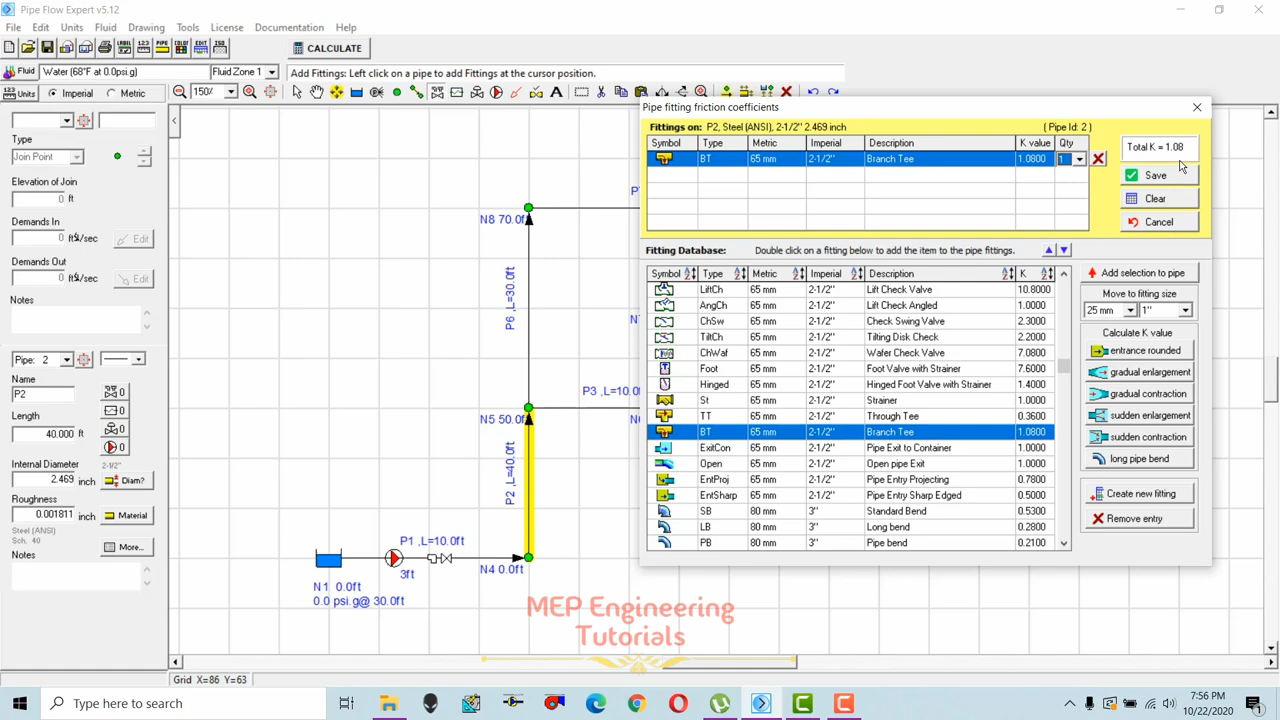 Pipe Flow Expert v5.12
File Edit Units Fluid Drawing Tools License Documentation Help
CALCULATE
Fluid Water (68°F at 0.0psi.g) Fluid Zone 1 Add Fittings: Left click on a pipe to add Fittings at the cursor position.
Units Imperial Metric 150%
Type
Join Point
Elevation of Join
0 ft
Demands In
0 ft³/sec Edit
Demands Out
0 ft³/sec Edit
Notes
Pipe: 2
Name
P2
Length
40.000 ft
Internal Diameter 2-1/2"
2.469 inch Diam?
Roughness
0.001811 inch Material
Steel (ANSI)
Sch. 40
Notes
More...
0
0
0
0
N8 70.0ft
P6 ,L=30.0ft
P3 ,L=10.0
N5 50.0ft
P2 ,L=40.0ft
P1 ,L=10.0ft
N4 0.0ft
3ft
N1 0.0ft
0.0 psi.g@ 30.0ft
MEP Engineering
Tutorials
Grid X=86 Y=63
Pipe fitting friction coefficients
Fittings on: P2, Steel (ANSI), 2-1/2" 2.469 inch ( Pipe Id: 2 )
Symbol Type Metric Imperial Description K value Qty
BT 65 mm 2-1/2" Branch Tee 1.0800 1
Total K = 1.08
Save
Clear
Cancel
Fitting Database: Double click on a fitting below to add the item to the pipe fittings.
Symbol Type Metric Imperial Description K
LiftCh 65 mm 2-1/2" Lift Check Valve 10.8000
AngCh 65 mm 2-1/2" Lift Check Angled 1.0000
ChSw 65 mm 2-1/2" Check Swing Valve 2.3000
TiltCh 65 mm 2-1/2" Tilting Disk Check 2.2000
ChWaf 65 mm 2-1/2" Wafer Check Valve 7.0800
Foot 65 mm 2-1/2" Foot Valve with Strainer 7.6000
Hinged 65 mm 2-1/2" Hinged Foot Valve with Strainer 1.4000
St 65 mm 2-1/2" Strainer 1.0000
TT 65 mm 2-1/2" Through Tee 0.3600
BT 65 mm 2-1/2" Branch Tee 1.0800
ExitCon 65 mm 2-1/2" Pipe Exit to Container 1.0000
Open 65 mm 2-1/2" Open pipe Exit 1.0000
EntProj 65 mm 2-1/2" Pipe Entry Projecting 0.7800
EntSharp 65 mm 2-1/2" Pipe Entry Sharp Edged 0.5000
SB 80 mm 3" Standard Bend 0.5300
LB 80 mm 3" Long bend 0.2800
PB 80 mm 3" Pipe bend 0.2100
Add selection to pipe
Move to fitting size
25 mm 1"
Calculate K value
entrance rounded
gradual enlargement
gradual contraction
sudden enlargement
sudden contraction
long pipe bend
Create new fitting
Remove entry
Type here to search
7:56 PM
10/22/2020